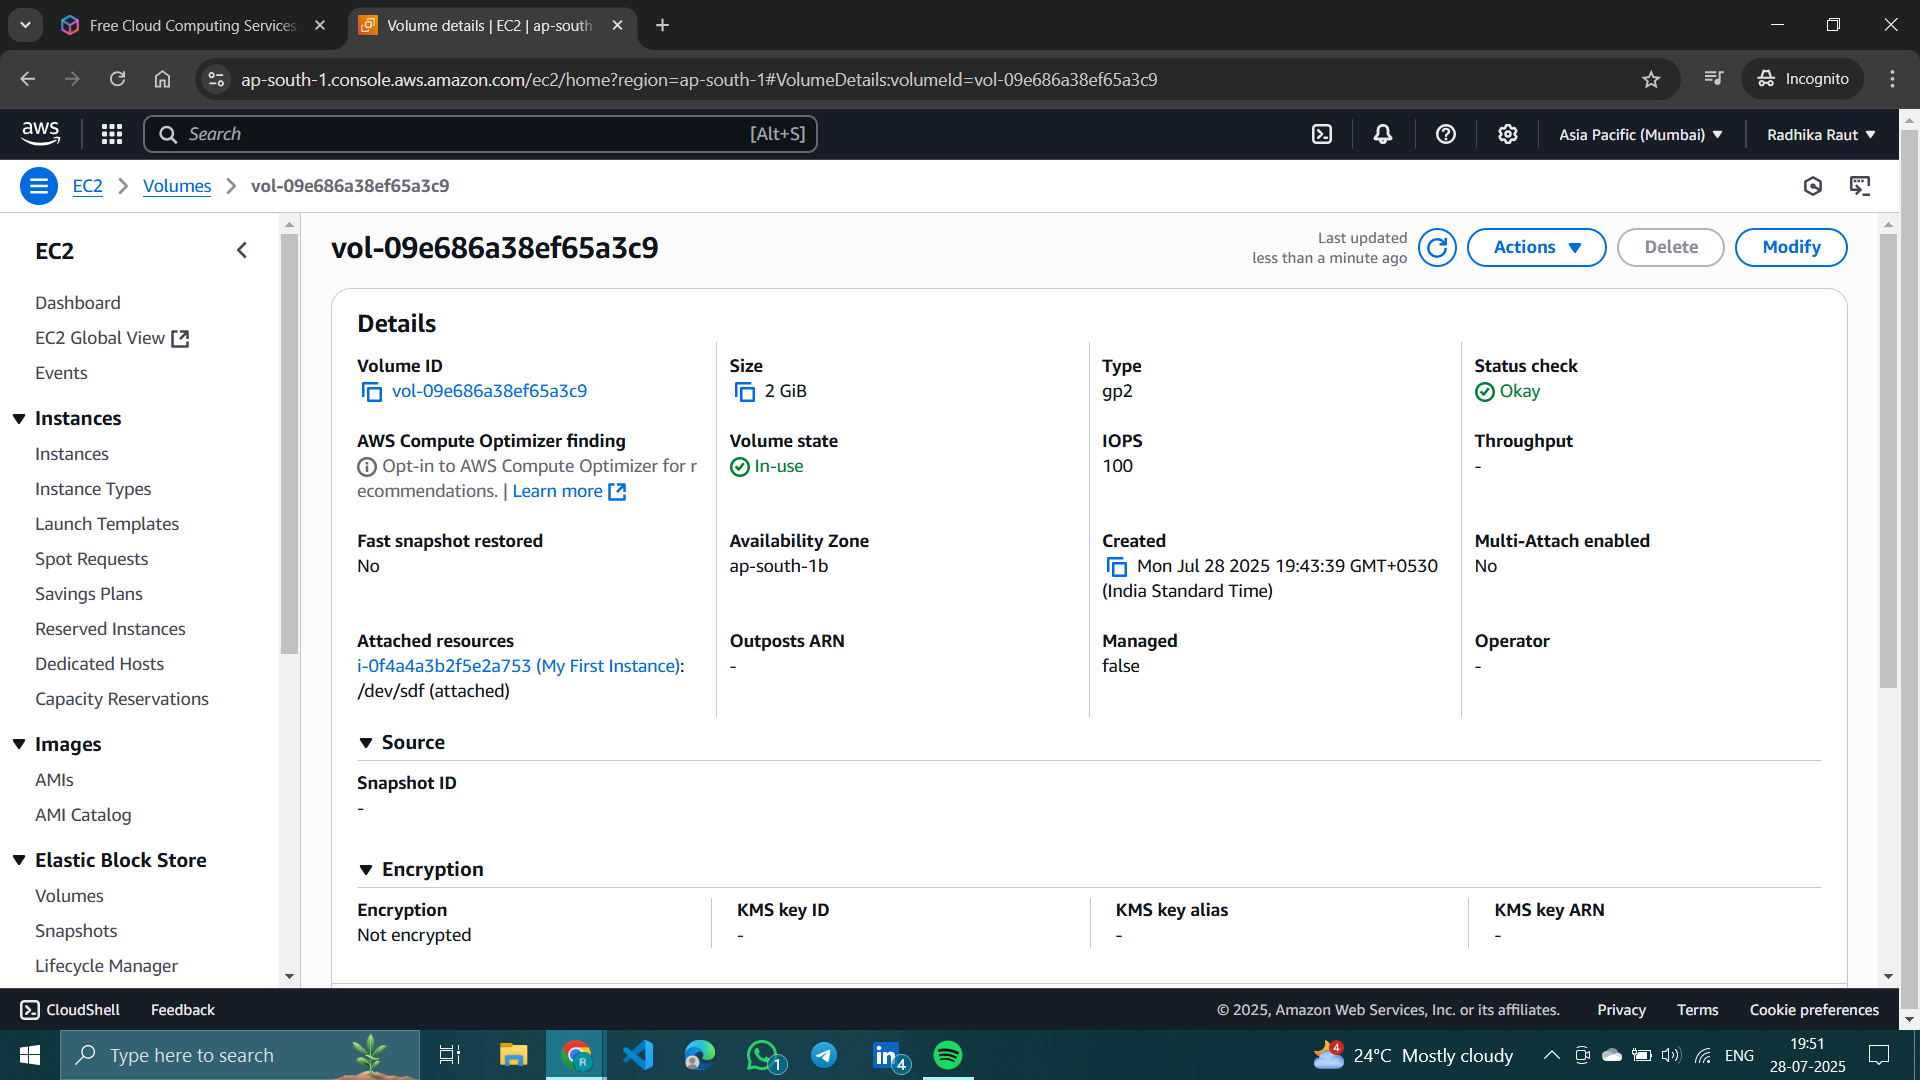 Free Cloud Computing Services
Volume details | EC2 | ap-south-
ap-south-1.console.aws.amazon.com/ec2/home?region=ap-south-1#VolumeDetails:volumeId=vol-09e686a38ef65a3c9
Incognito
aws
Search
[Alt+S]
Asia Pacific (Mumbai)
Radhika Raut
EC2
Volumes
vol-09e686a38ef65a3c9
EC2
Dashboard
EC2 Global View
Events
Instances
Instances
Instance Types
Launch Templates
Spot Requests
Savings Plans
Reserved Instances
Dedicated Hosts
Capacity Reservations
Images
AMIs
AMI Catalog
Elastic Block Store
Volumes
Snapshots
Lifecycle Manager
vol-09e686a38ef65a3c9
Last updated
less than a minute ago
Actions
Delete
Modify
Details
Volume ID
vol-09e686a38ef65a3c9
Size
2 GiB
Type
gp2
Status check
Okay
AWS Compute Optimizer finding
Opt-in to AWS Compute Optimizer for r
ecommendations. | Learn more
Volume state
In-use
IOPS
100
Throughput
-
Fast snapshot restored
No
Availability Zone
ap-south-1b
Created
Mon Jul 28 2025 19:43:39 GMT+0530
(India Standard Time)
Multi-Attach enabled
No
Attached resources
i-0f4a4a3b2f5e2a753 (My First Instance):
/dev/sdf (attached)
Outposts ARN
-
Managed
false
Operator
-
Source
Snapshot ID
-
Encryption
Encryption
Not encrypted
KMS key ID
-
KMS key alias
-
KMS key ARN
-
CloudShell
Feedback
© 2025, Amazon Web Services, Inc. or its affiliates.
Privacy
Terms
Cookie preferences
Type here to search
R
1
in
4
4
24°C Mostly cloudy
ENG
19:51
28-07-2025